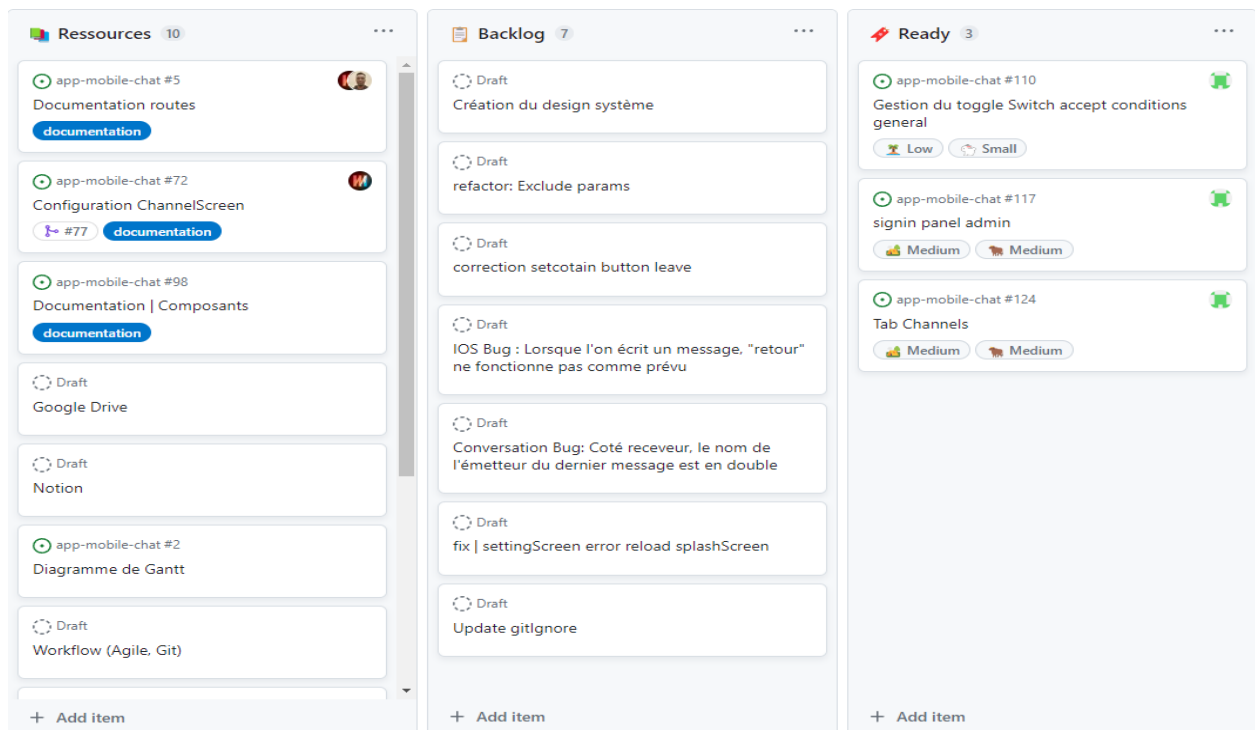 Ressources 10
app-mobile-chat #5
Documentation routes
documentation
app-mobile-chat #72
Configuration ChannelScreen
#77 documentation
app-mobile-chat #98
Documentation | Composants
documentation
Draft
Google Drive
Draft
Notion
app-mobile-chat #2
Diagramme de Gantt
Draft
Workflow (Agile, Git)
+ Add item
Backlog 7
Draft
Création du design système
Draft
refactor: Exclude params
Draft
correction setcotain button leave
Draft
IOS Bug : Lorsque l'on écrit un message, "retour"
ne fonctionne pas comme prévu
Draft
Conversation Bug: Coté receveur, le nom de
l'émetteur du dernier message est en double
Draft
fix | settingScreen error reload splashScreen
Draft
Update gitIgnore
+ Add item
Ready 3
app-mobile-chat #110
Gestion du toggle Switch accept conditions
general
Low Small
app-mobile-chat #117
signin panel admin
Medium Medium
app-mobile-chat #124
Tab Channels
Medium Medium
+ Add item